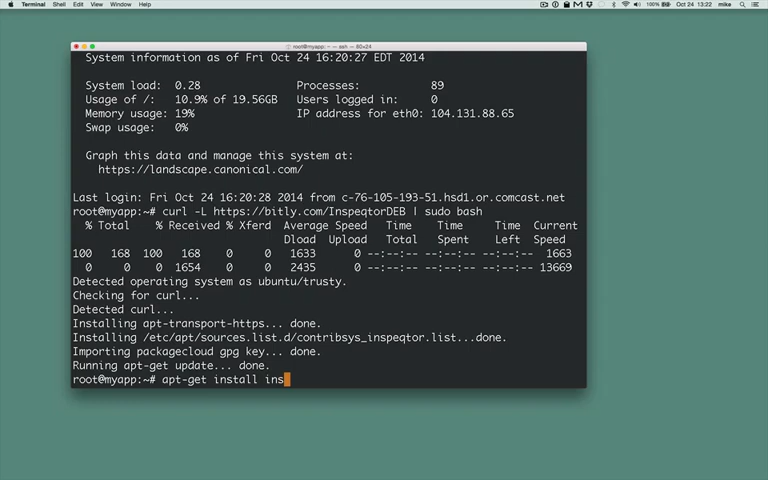 Terminal Shell Edit View Window Help 100% Oct 24 13:22 mike
root@myapp: ~ — ssh — 80×24
System information as of Fri Oct 24 16:20:27 EDT 2014
System load: 0.28 Processes: 89
Usage of /: 10.9% of 19.56GB Users logged in: 0
Memory usage: 19% IP address for eth0: 104.131.88.65
Swap usage: 0%
Graph this data and manage this system at:
https://landscape.canonical.com/
Last login: Fri Oct 24 16:20:28 2014 from c-76-105-193-51.hsd1.or.comcast.net
root@myapp:~# curl -L https://bitly.com/InspeqtorDEB | sudo bash
% Total % Received % Xferd Average Speed Time Time Time Current
Dload Upload Total Spent Left Speed
100 168 100 168 0 0 1633 0 --:--:-- --:--:-- --:--:-- 1663
0 0 0 1654 0 0 2435 0 --:--:-- --:--:-- --:--:-- 13669
Detected operating system as ubuntu/trusty.
Checking for curl...
Detected curl...
Installing apt-transport-https... done.
Installing /etc/apt/sources.list.d/contribsys_inspeqtor.list...done.
Importing packagecloud gpg key... done.
Running apt-get update... done.
root@myapp:~# apt-get install ins